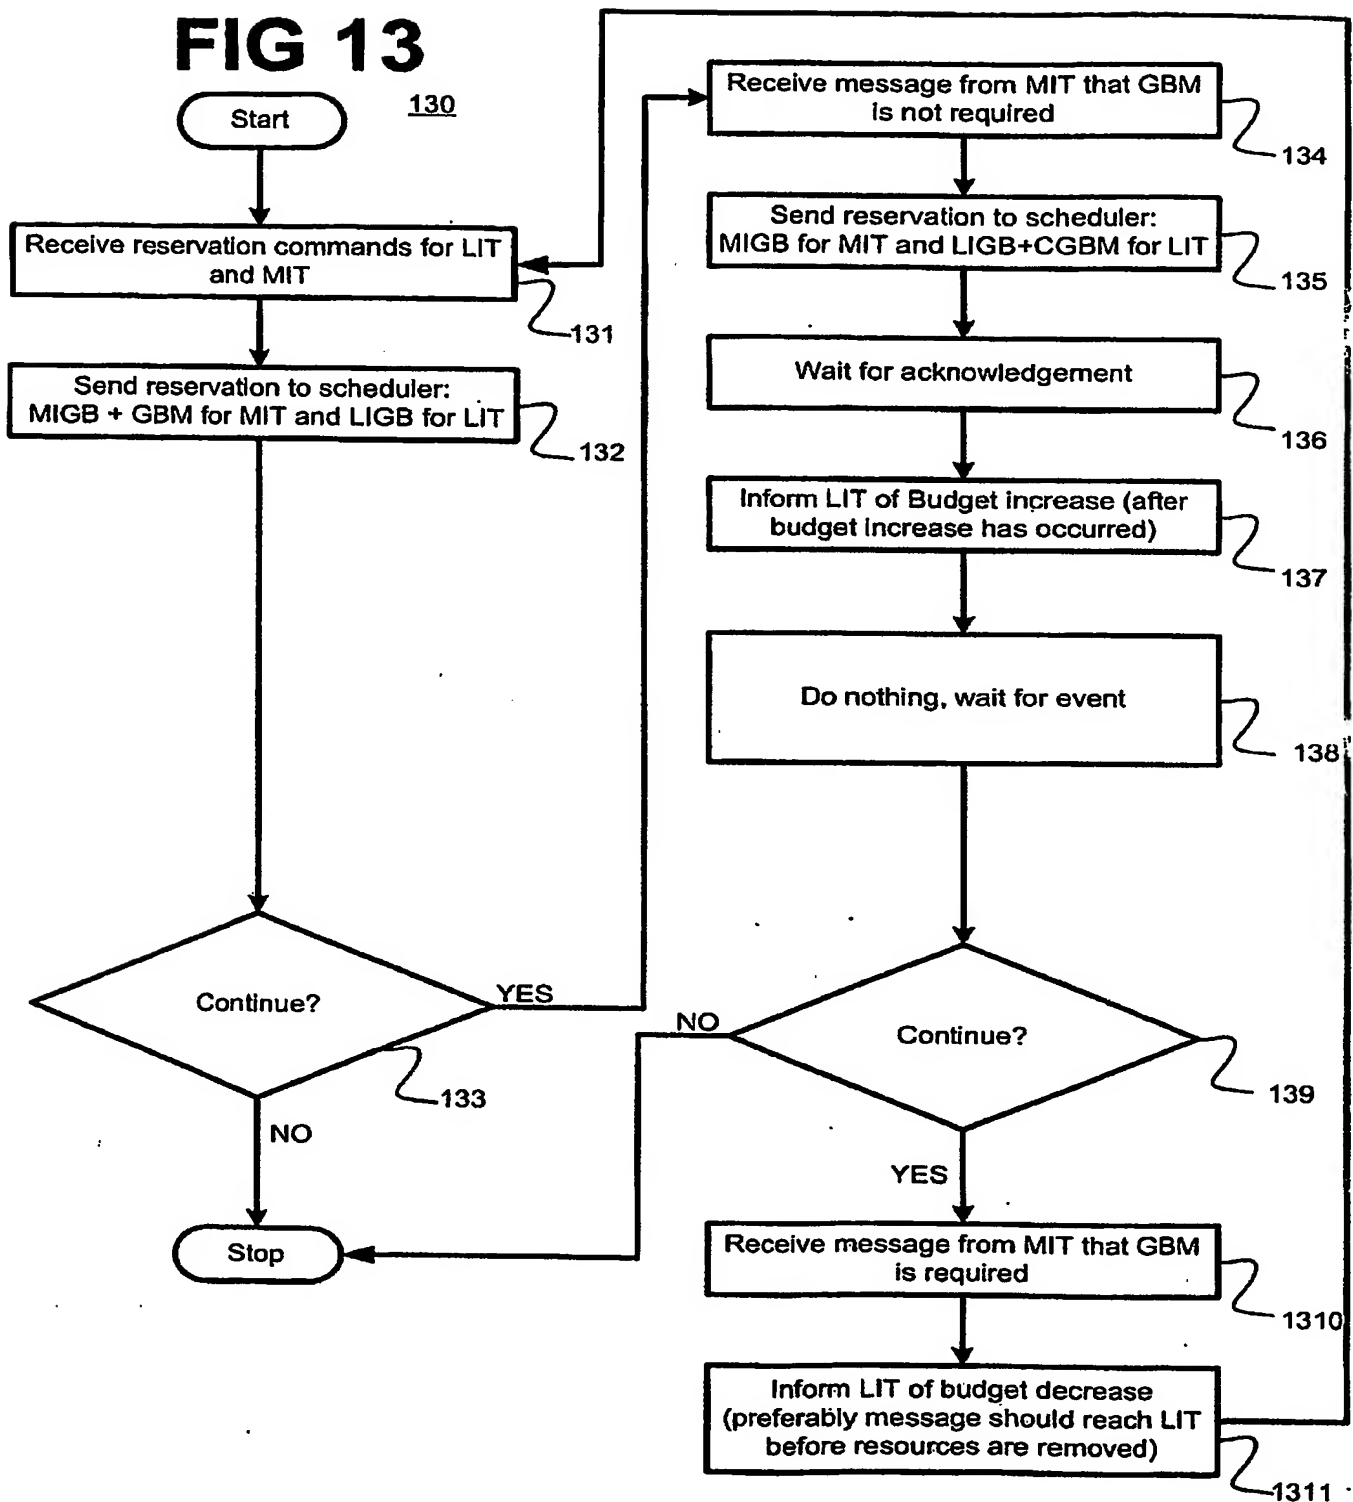 FIG 13
130
Start
Receive reservation commands for LIT
and MIT
131
Send reservation to scheduler:
MIGB + GBM for MIT and LIGB for LIT
132
Continue?
YES
133
NO
Stop
Receive message from MIT that GBM
is not required
134
Send reservation to scheduler:
MIGB for MIT and LIGB+CGBM for LIT
135
Wait for acknowledgement
136
Inform LIT of Budget increase (after
budget increase has occurred)
137
Do nothing, wait for event
138
NO
Continue?
139
YES
Receive message from MIT that GBM
is required
1310
Inform LIT of budget decrease
(preferably message should reach LIT
before resources are removed)
1311